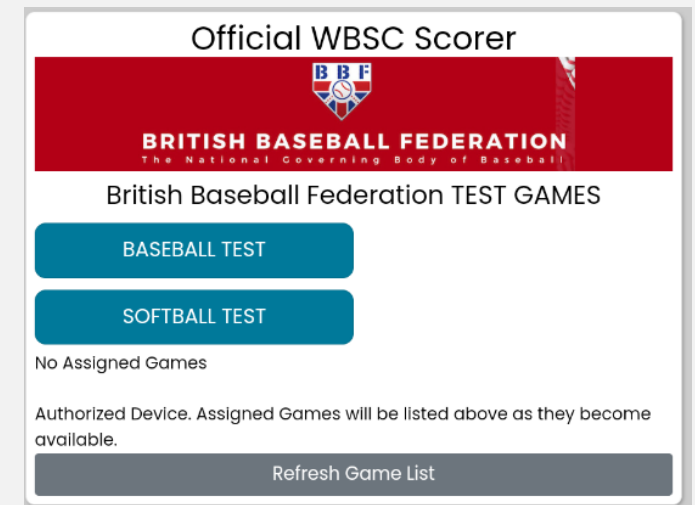 Official WBSC Scorer
BBF
BRITISH BASEBALL FEDERATION
The National Governing Body of Baseball
British Baseball Federation TEST GAMES
BASEBALL TEST
SOFTBALL TEST
No Assigned Games
Authorized Device. Assigned Games will be listed above as they become
available.
Refresh Game List